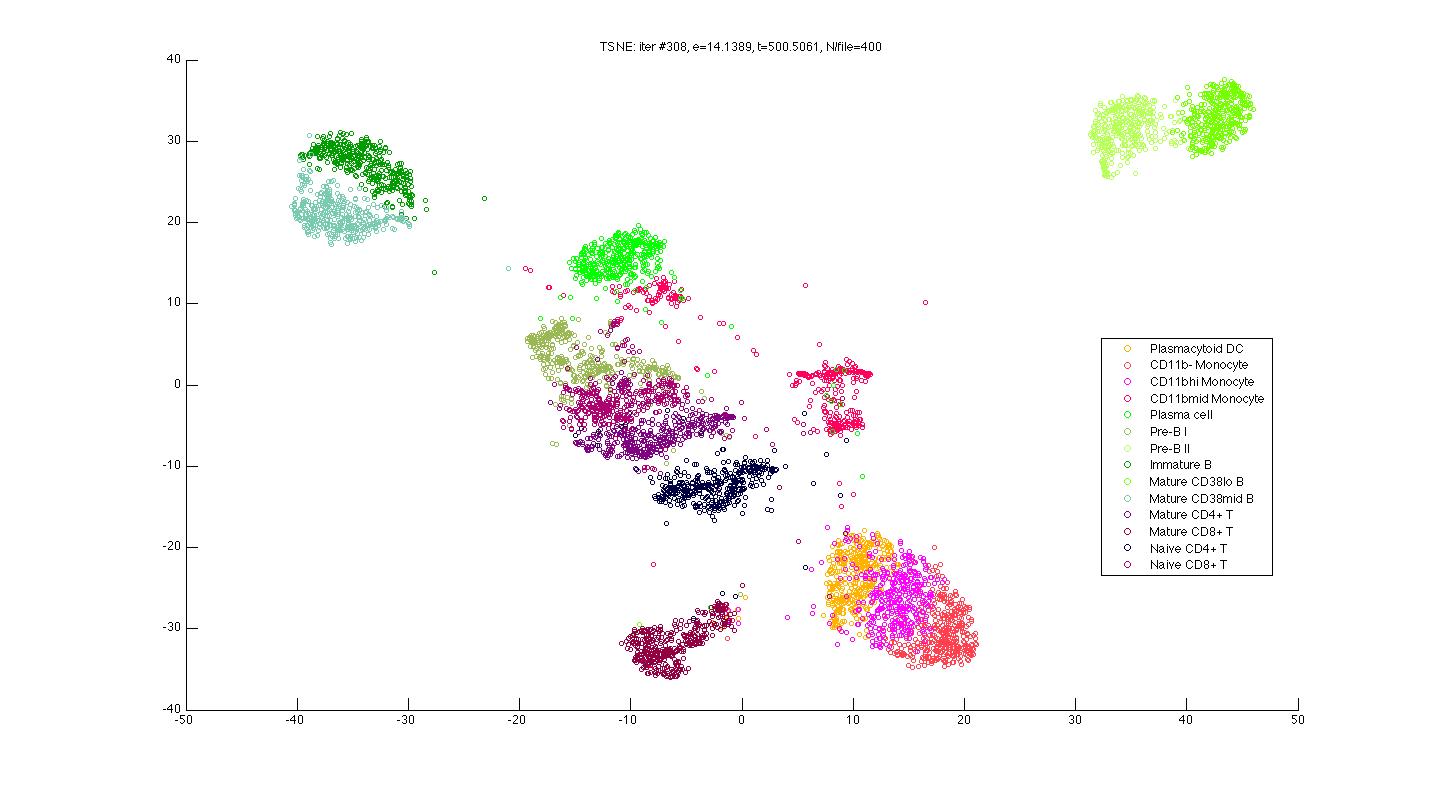 TSNE: iter #308, e=14.1389, t=500.5061, N/file=400
40
30
20
10
0
-10
-20
-30
-40
-50
-40
-30
-20
-10
0
10
20
30
40
50
Plasmacytoid DC
CD11b- Monocyte
CD11bhi Monocyte
CD11bmid Monocyte
Plasma cell
Pre-B I
Pre-B II
Immature B
Mature CD38lo B
Mature CD38mid B
Mature CD4+ T
Mature CD8+ T
Naive CD4+ T
Naive CD8+ T